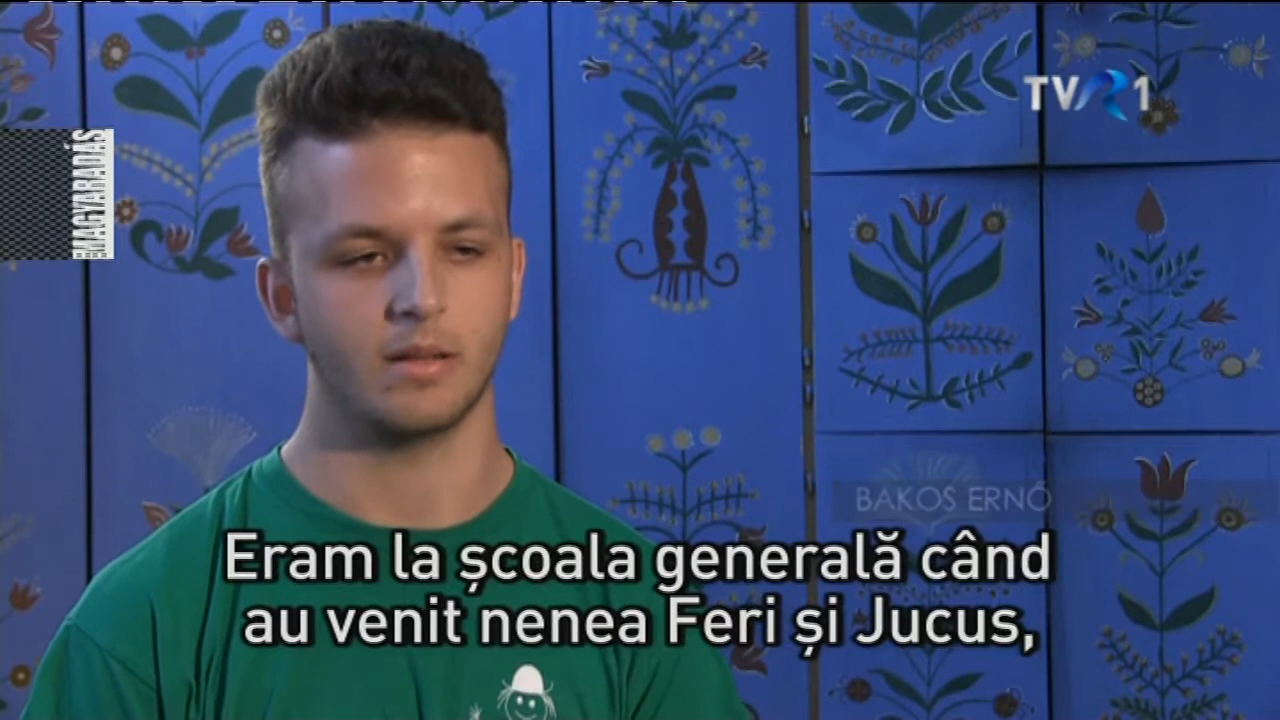 TVR1
MAGYARADÁS
BAKOS ERNŐ
Eram la școala generală când
au venit nenea Feri și Jucus,